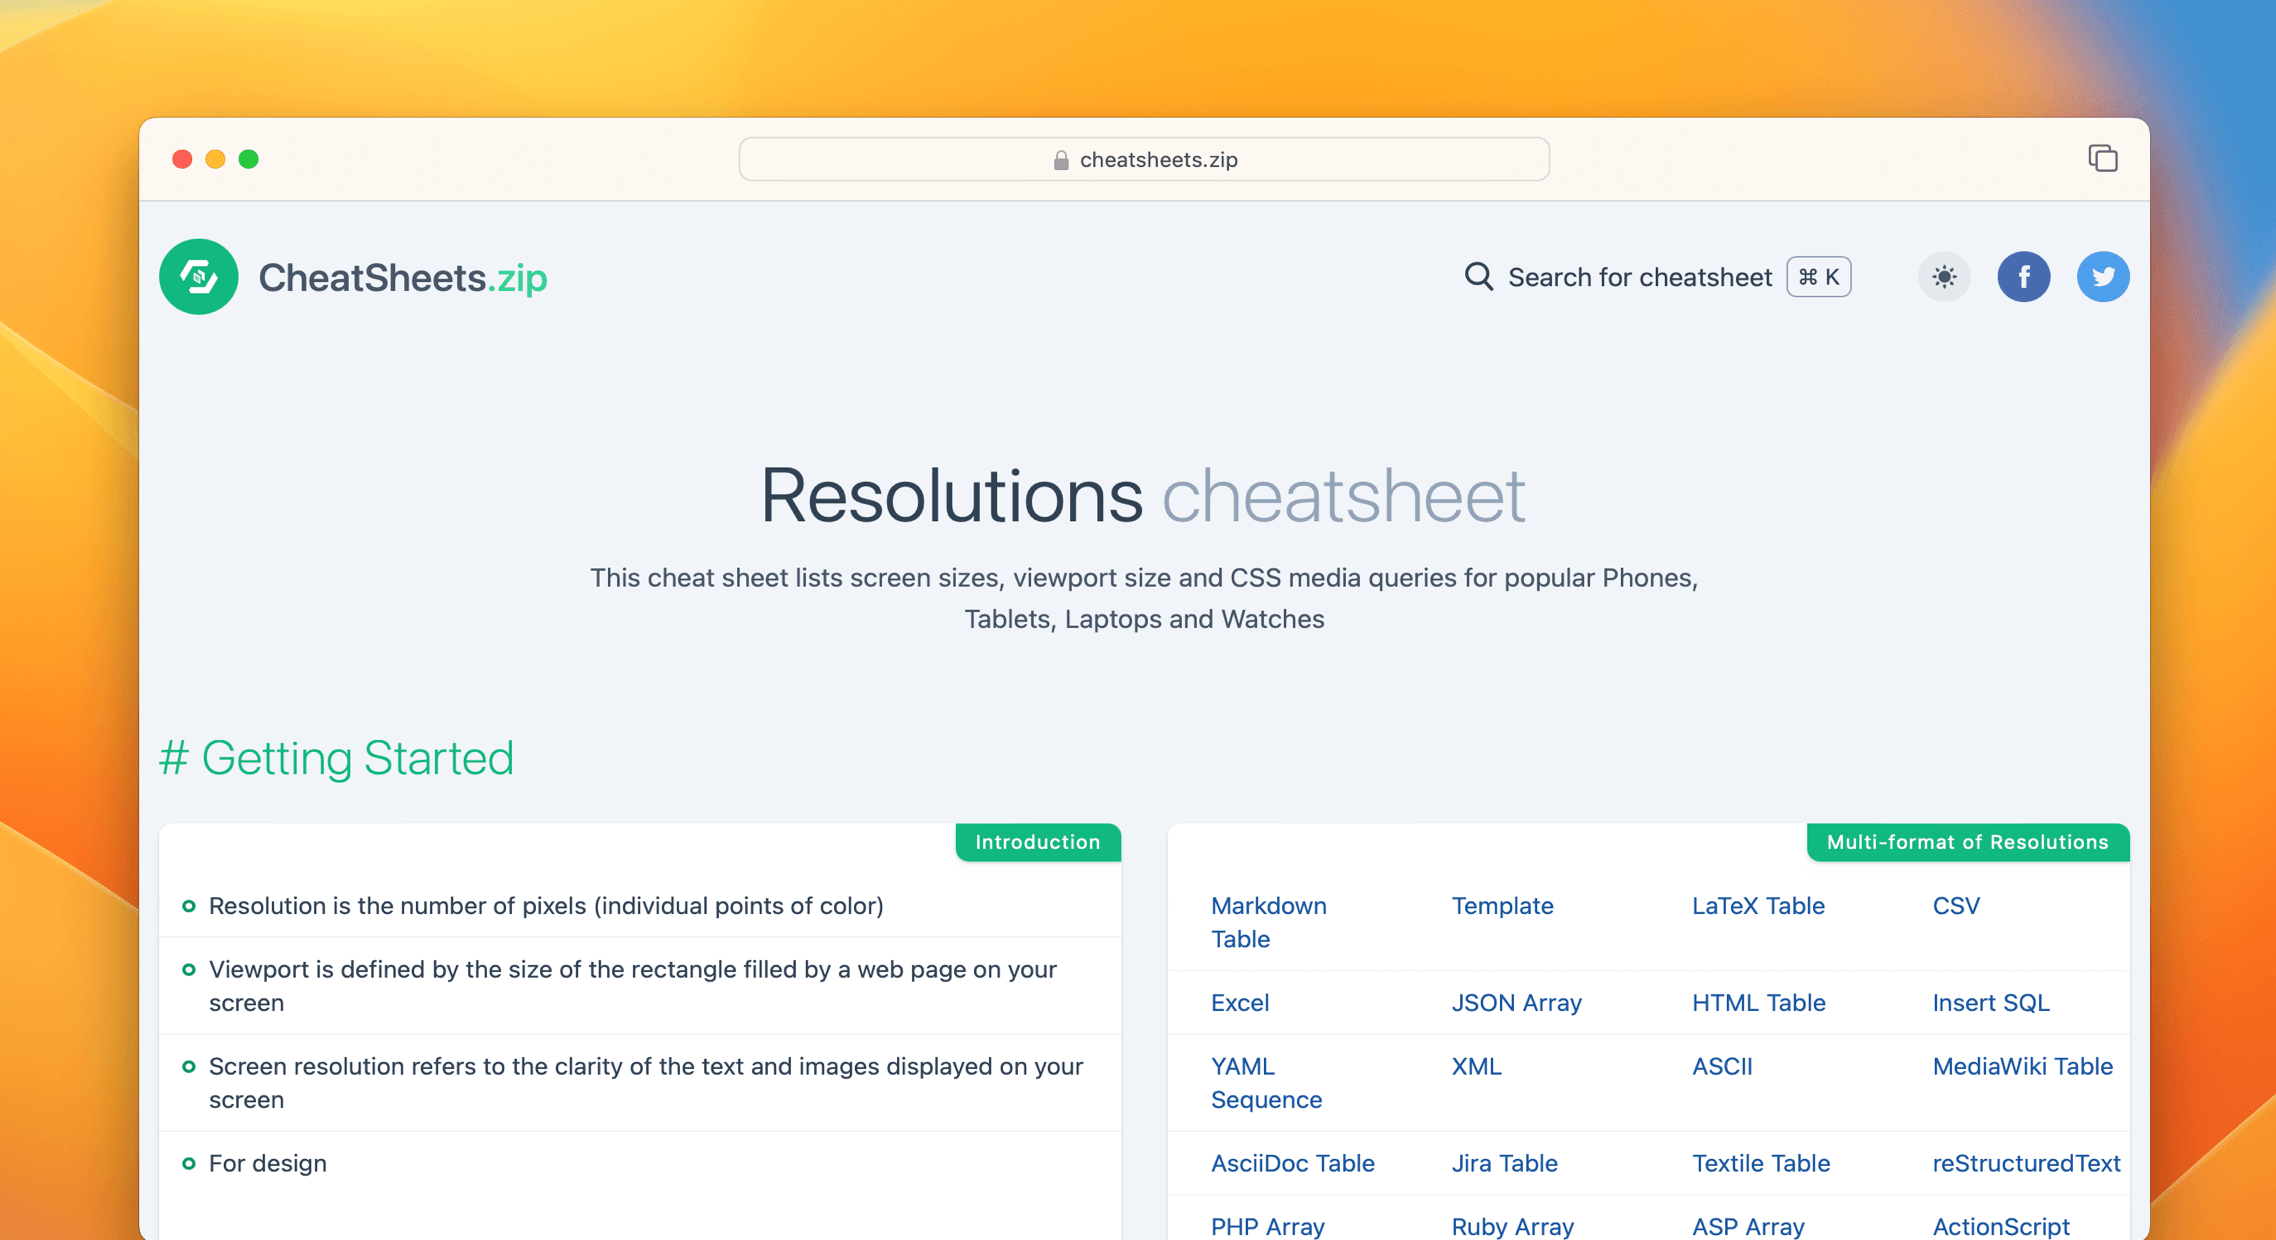 cheatsheets.zip
CheatSheets.zip
Search for cheatsheet ⌘ K
Resolutions cheatsheet
This cheat sheet lists screen sizes, viewport size and CSS media queries for popular Phones,
Tablets, Laptops and Watches
# Getting Started
Introduction
Resolution is the number of pixels (individual points of color)
Viewport is defined by the size of the rectangle filled by a web page on your
screen
Screen resolution refers to the clarity of the text and images displayed on your
screen
For design
Multi-format of Resolutions
Markdown
Table
Template
LaTeX Table
CSV
Excel
JSON Array
HTML Table
Insert SQL
YAML
Sequence
XML
ASCII
MediaWiki Table
AsciiDoc Table
Jira Table
Textile Table
reStructuredText
PHP Array
Ruby Array
ASP Array
ActionScript